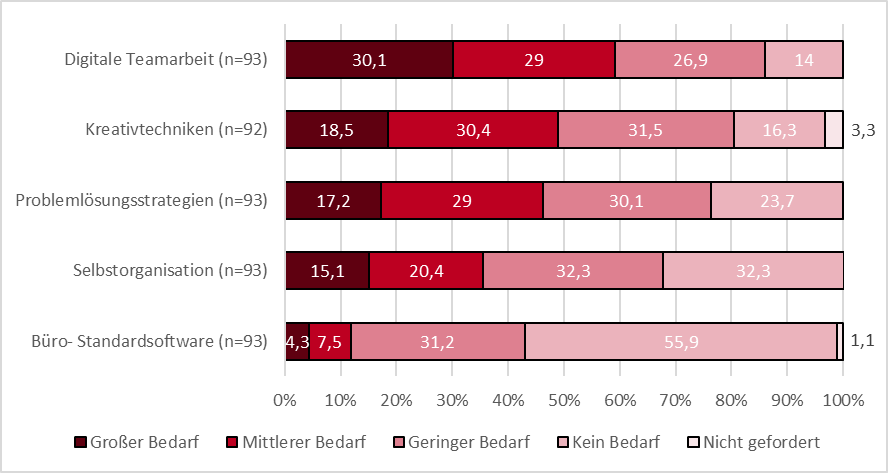 Digitale Teamarbeit (n=93) 30,1 29 26,9 14
Kreativtechniken (n=92) 18,5 30,4 31,5 16,3 3,3
Problemlösungsstrategien (n=93) 17,2 29 30,1 23,7
Selbstorganisation (n=93) 15,1 20,4 32,3 32,3
Büro- Standardsoftware (n=93) 4,3 7,5 31,2 55,9 1,1
0% 10% 20% 30% 40% 50% 60% 70% 80% 90% 100%
Großer Bedarf Mittlerer Bedarf Geringer Bedarf Kein Bedarf Nicht gefordert